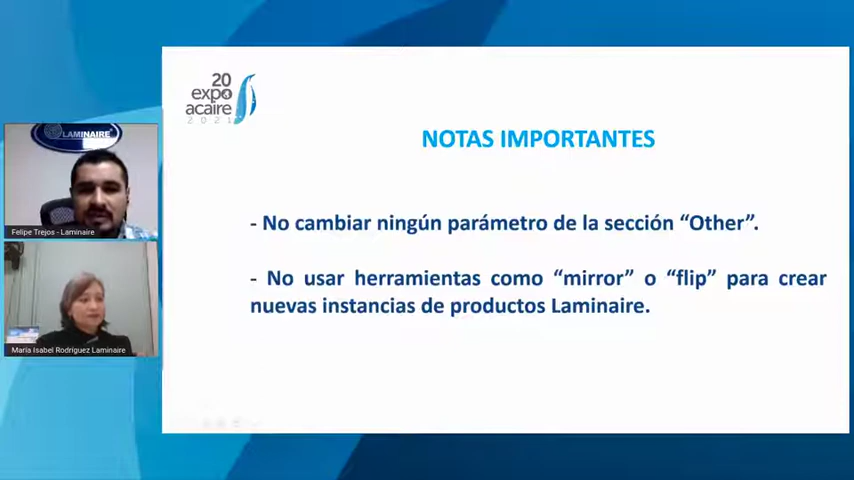 20
expo
acaire
2021
NOTAS IMPORTANTES
LAMINAIRE
Felipe Trejos - Laminaire
- No cambiar ningún parámetro de la sección “Other”.
- No usar herramientas como “mirror” o “flip” para crear
nuevas instancias de productos Laminaire.
María Isabel Rodríguez Laminaire